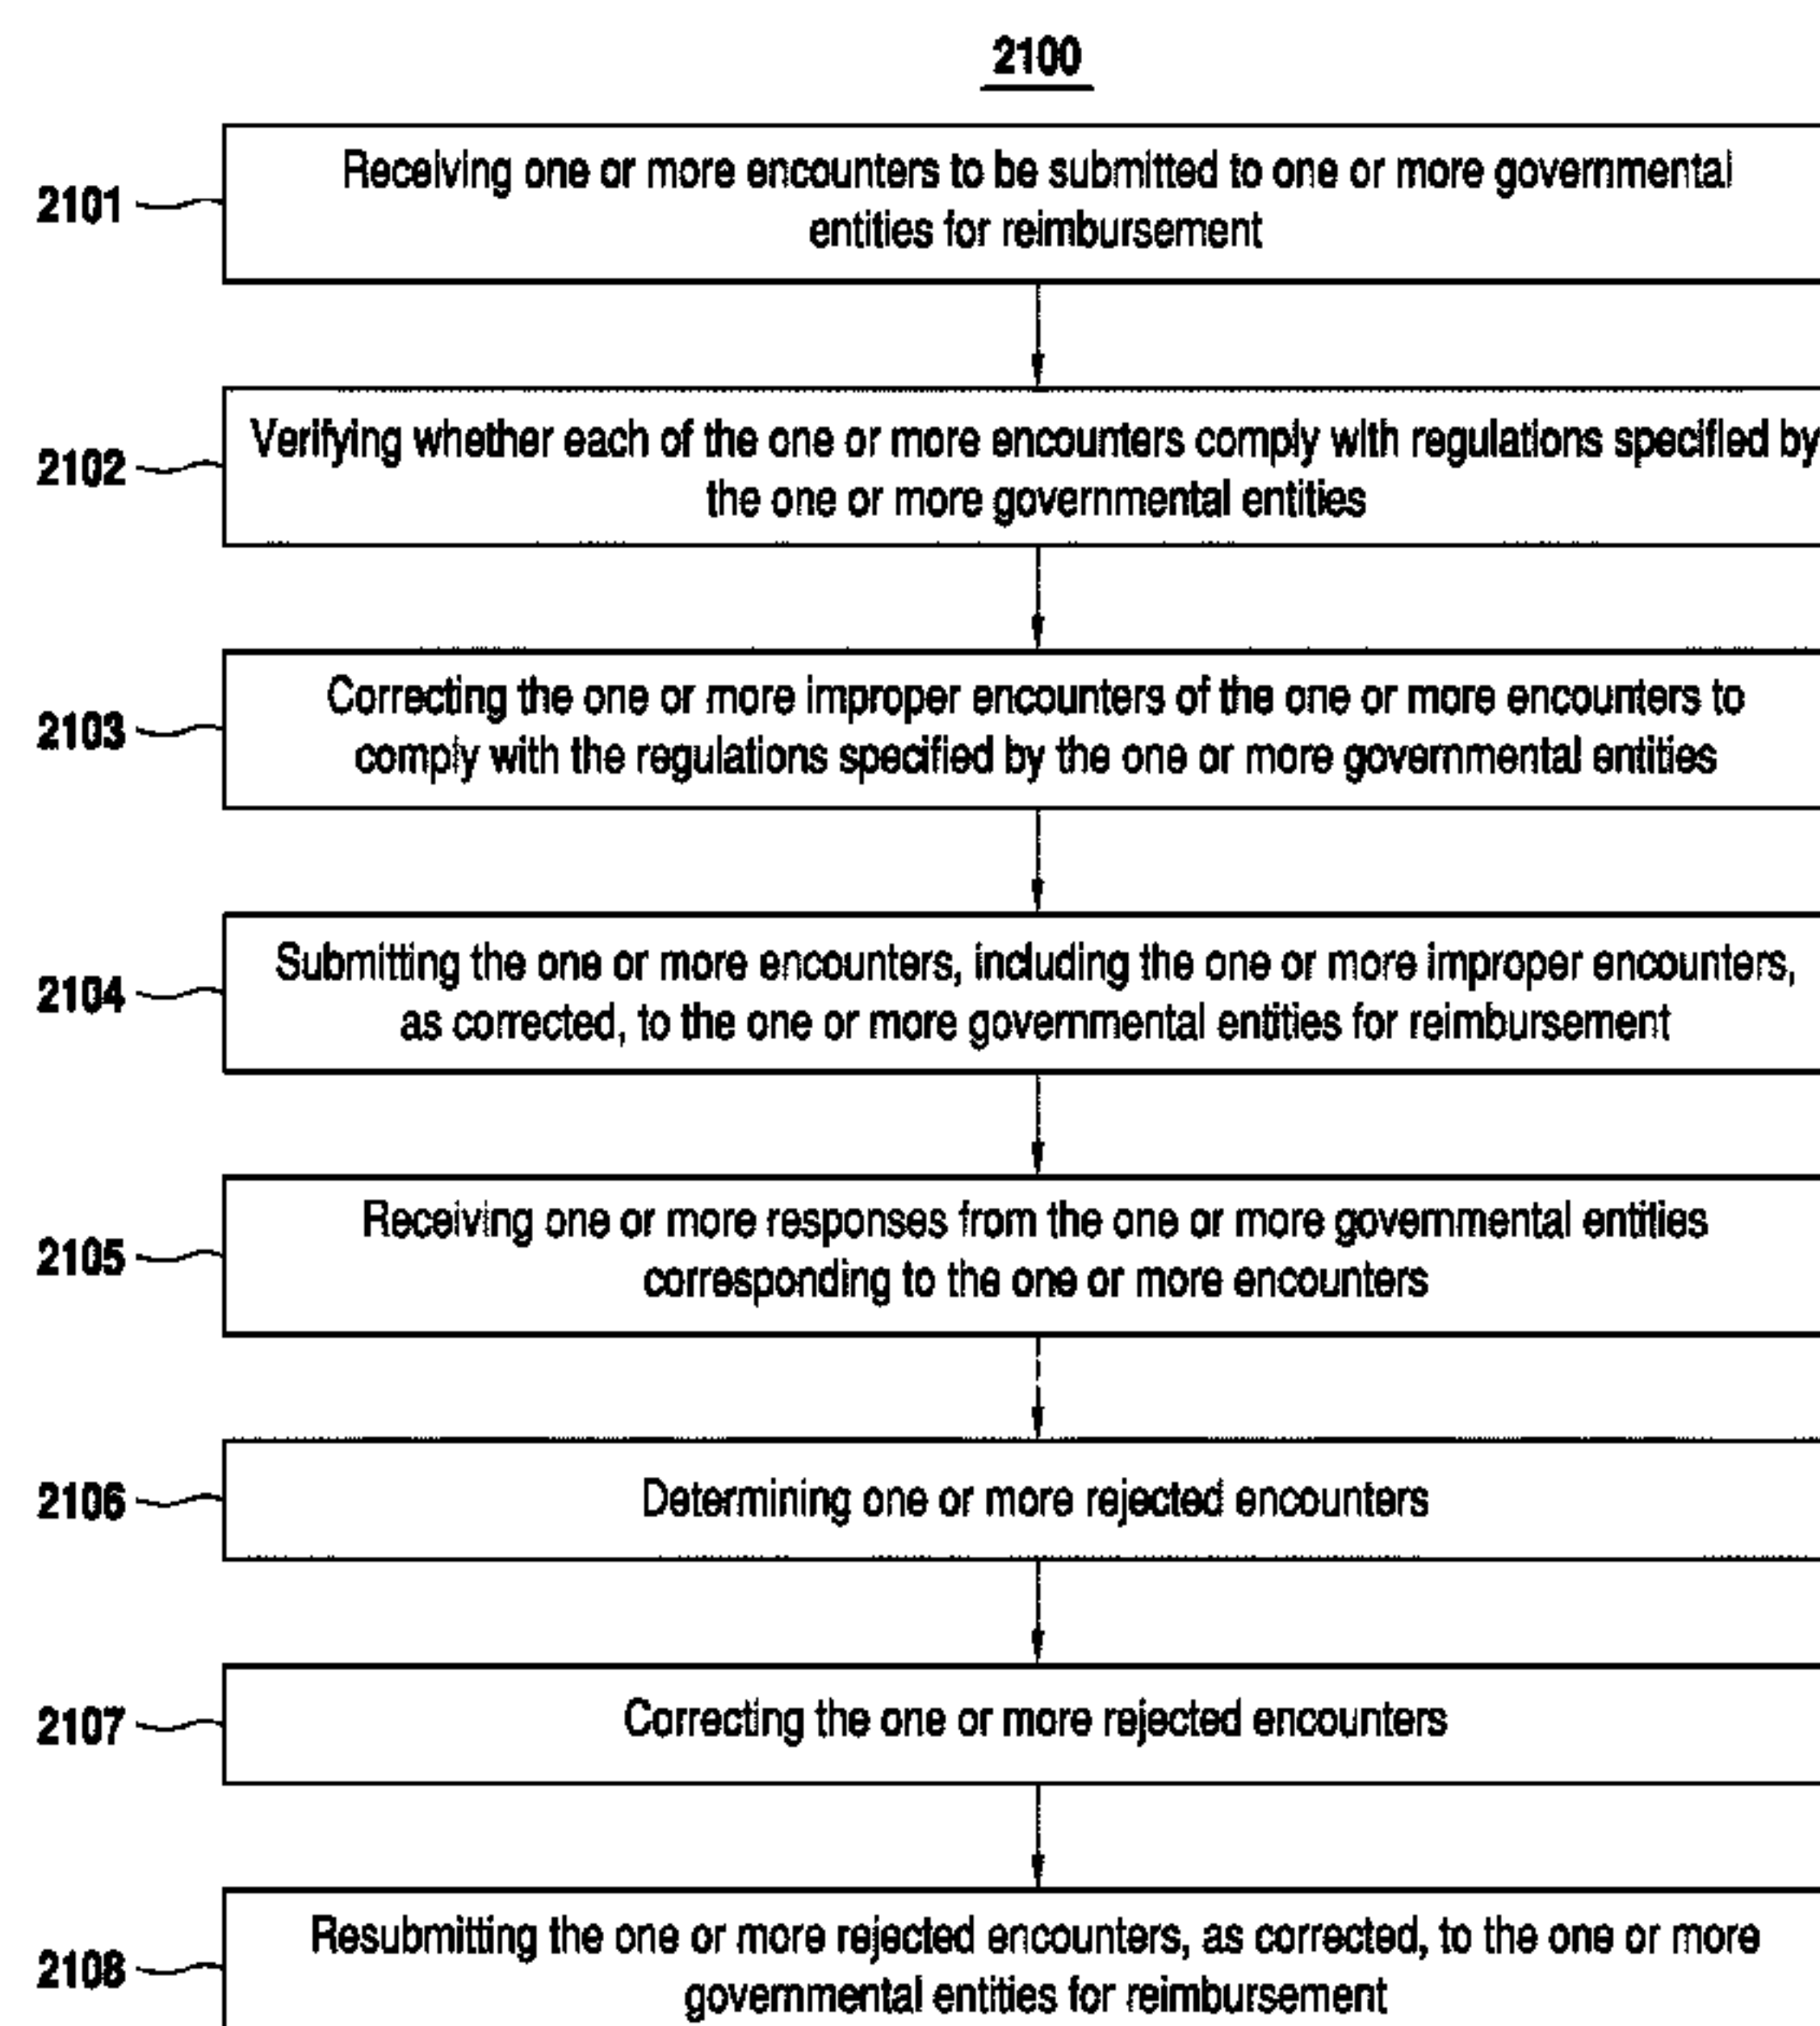 2100
2101
Receiving one or more encounters to be submitted to one or more governmental
entities for reimbursement
2102
Verifying whether each of the one or more encounters comply with regulations specified by
the one or more governmental entities
2103
Correcting the one or more improper encounters of the one or more encounters to
comply with the regulations specified by the one or more governmental entities
2104
Submitting the one or more encounters, including the one or more improper encounters,
as corrected, to the one or more governmental entities for reimbursement
2105
Receiving one or more responses from the one or more governmental entities
corresponding to the one or more encounters
2106
Determining one or more rejected encounters
2107
Correcting the one or more rejected encounters
2108
Resubmitting the one or more rejected encounters, as corrected, to the one or more
governmental entities for reimbursement